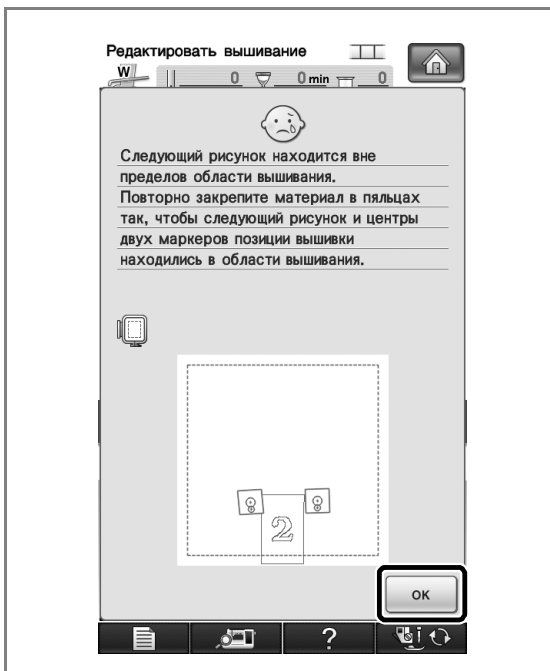 Редактировать вышивание
W
0 0 min 0
Следующий рисунок находится вне
пределов области вышивания.
Повторно закрепите материал в пяльцах
так, чтобы следующий рисунок и центры
двух маркеров позиции вышивки
находились в области вышивания.
2
OK
?